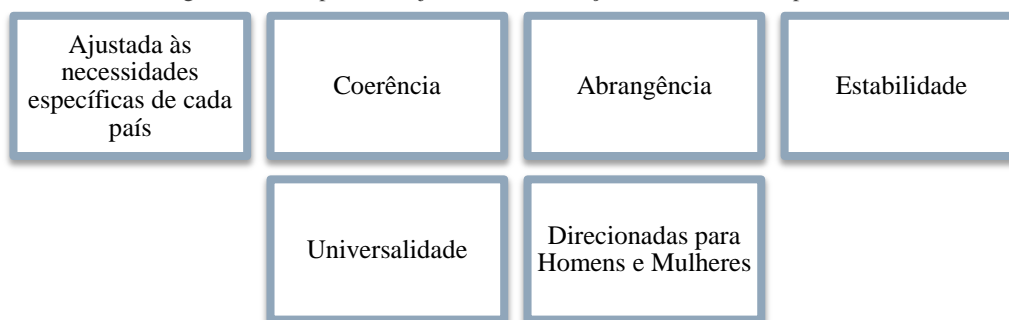 Ajustada às
necessidades
específicas de cada
país
Coerência
Abrangência
Estabilidade
Universalidade
Direcionadas para
Homens e Mulheres